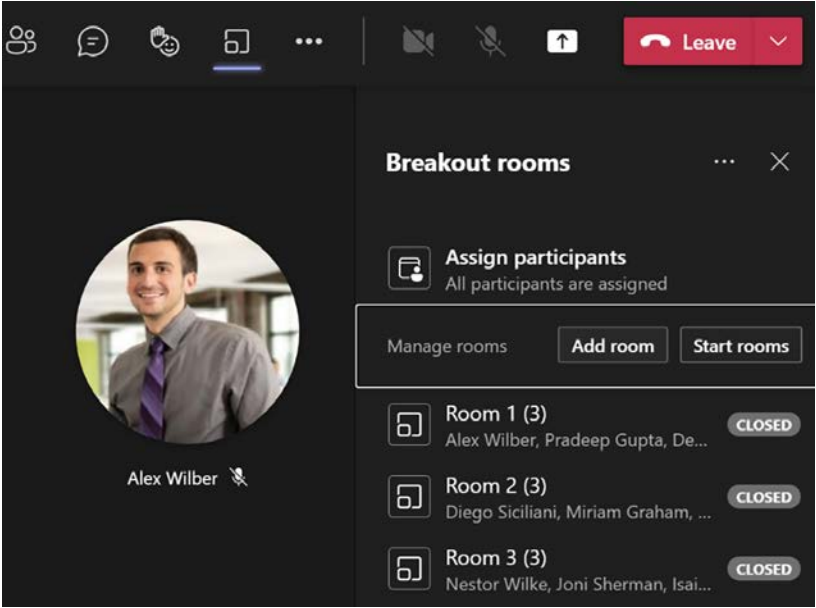 Leave
Breakout rooms
Assign participants
All participants are assigned
Manage rooms Add room Start rooms
Room 1 (3)
Alex Wilber, Pradeep Gupta, De...
CLOSED
Alex Wilber
Room 2 (3)
Diego Siciliani, Miriam Graham, ...
CLOSED
Room 3 (3)
Nestor Wilke, Joni Sherman, Isai...
CLOSED